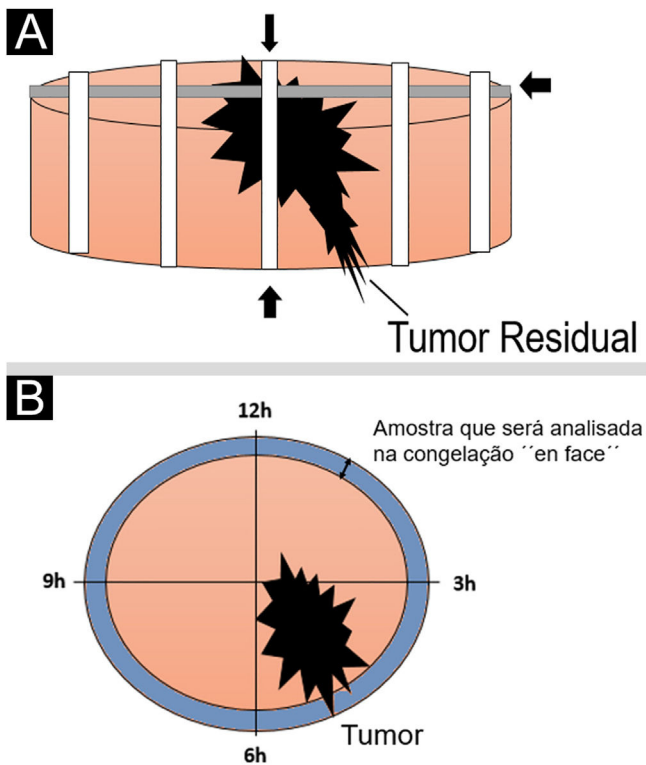 A
Tumor Residual
B
12h
Amostra que será analisada
na congelação ´´en face´´
9h
3h
Tumor
6h